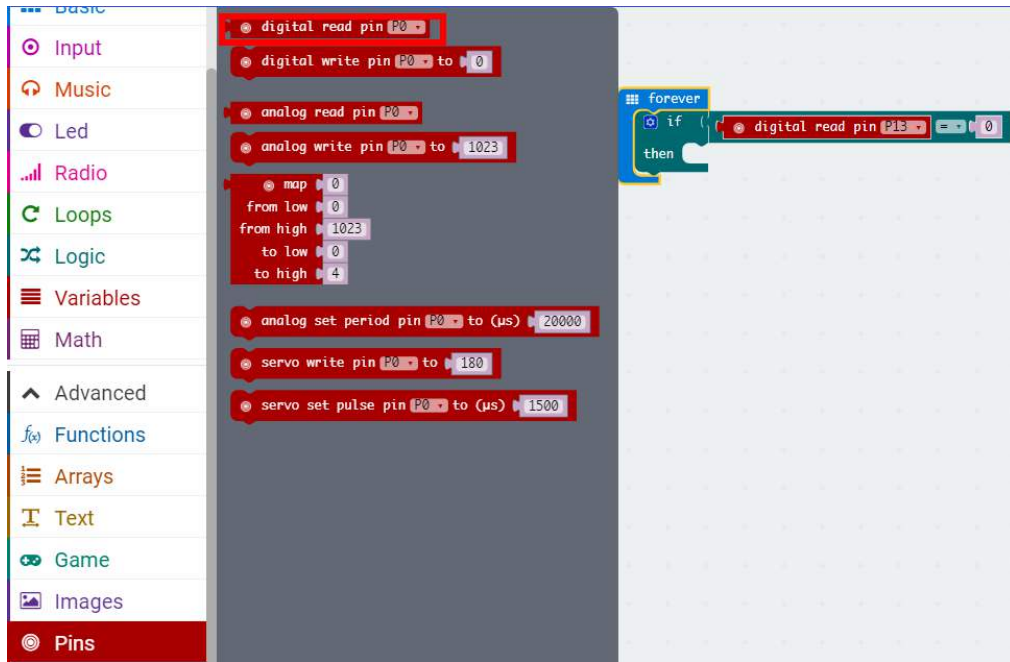 Basic
Input
Music
Led
Radio
Loops
Logic
Variables
Math
Advanced
Functions
Arrays
Text
Game
Images
Pins
digital read pin P0
digital write pin P0 to 0
analog read pin P0
analog write pin P0 to 1023
map 0
from low 0
from high 1023
to low 0
to high 4
analog set period pin P0 to (µs) 20000
servo write pin P0 to 180
servo set pulse pin P0 to (µs) 1500
forever
if digital read pin P13 = 0
then